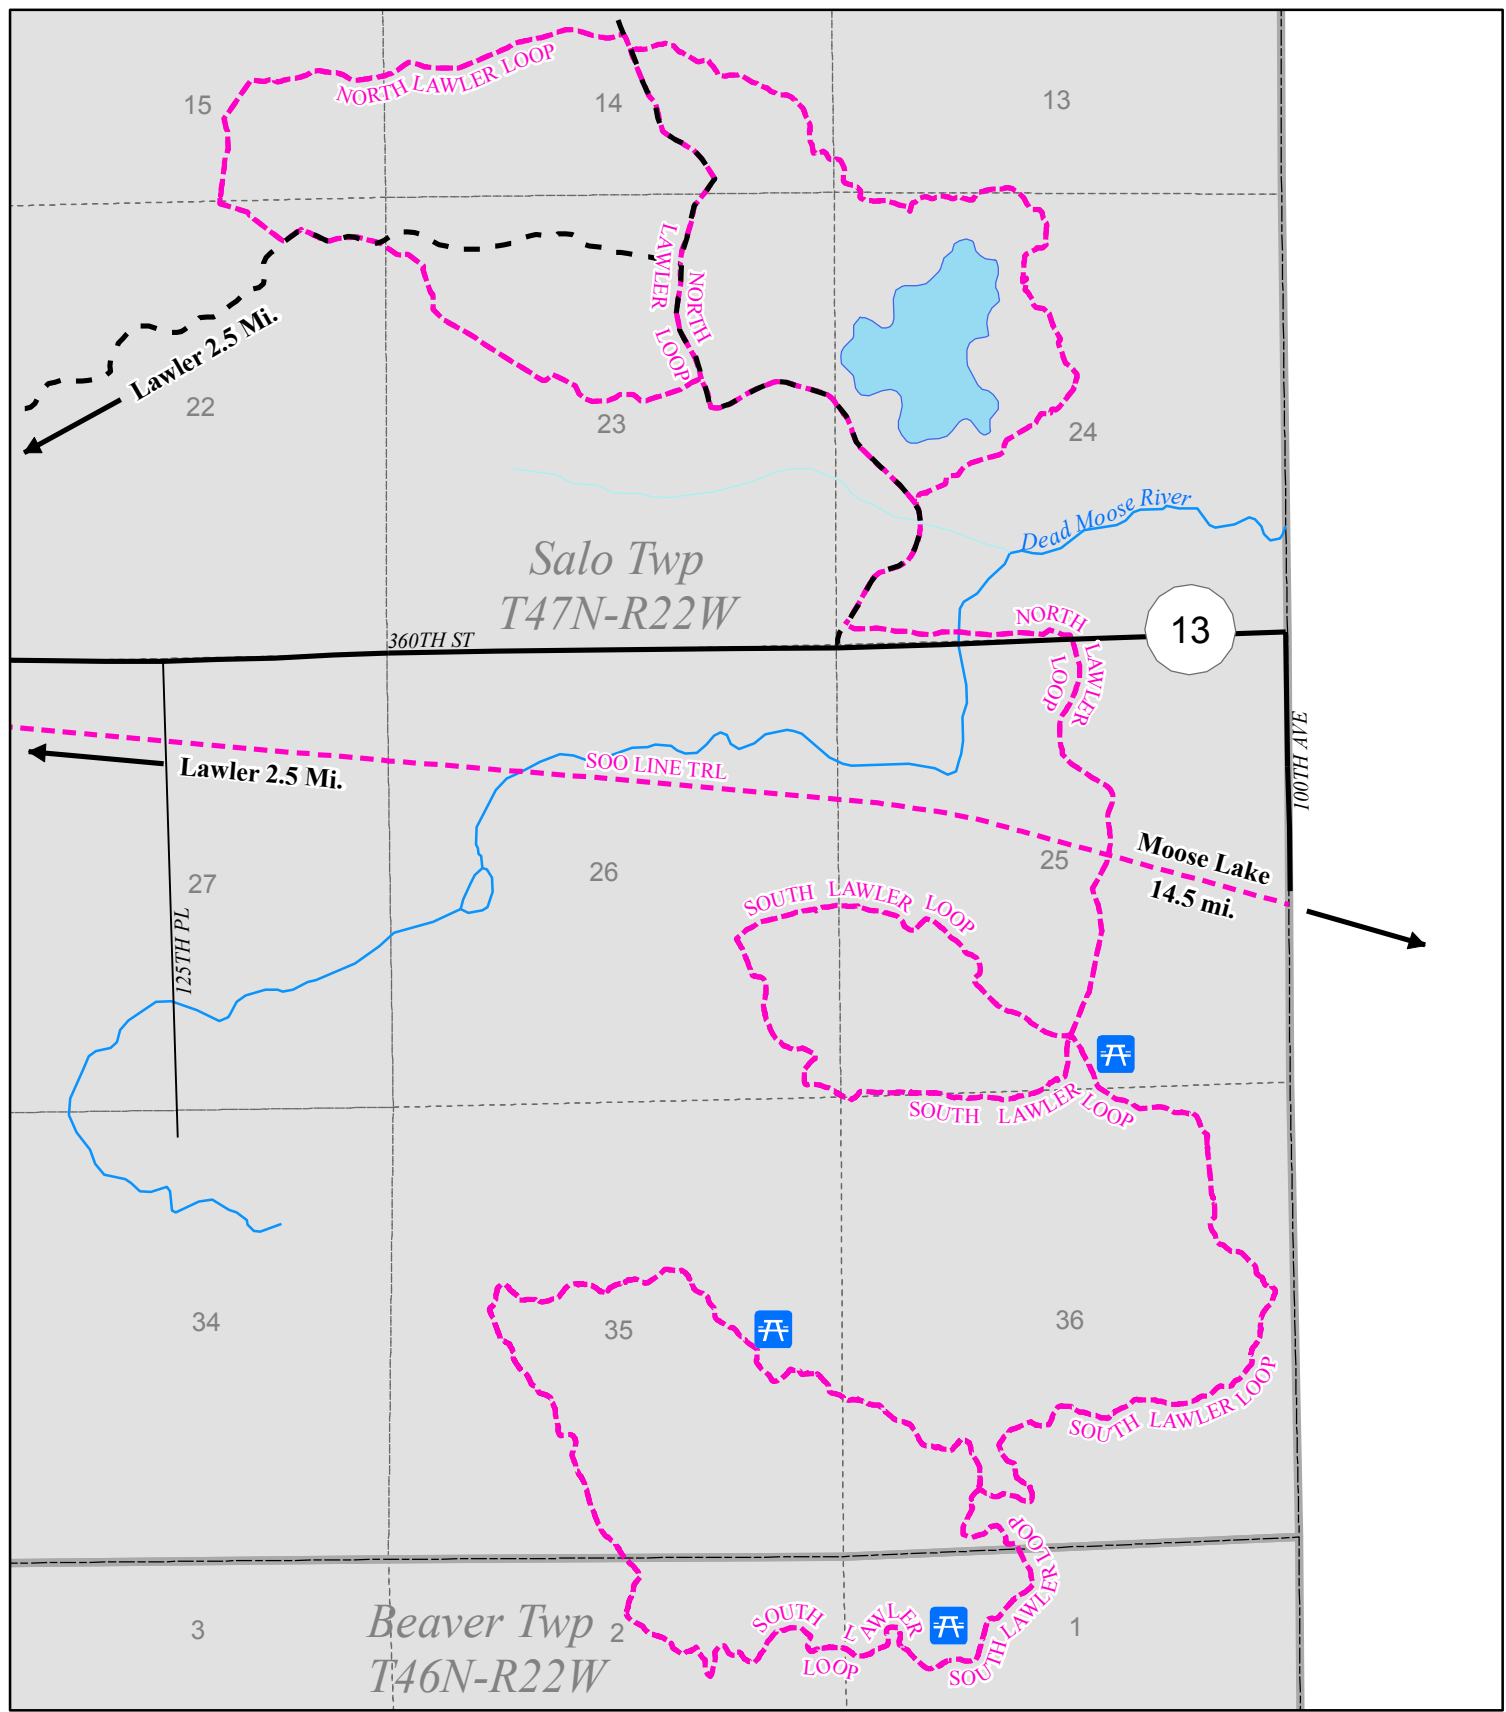 NORTH LAWLER LOOP
15
14
13
LAWLER
NORTH
LOOP
Lawler 2.5 Mi.
22
23
24
Dead Moose River
Salo Twp
T47N-R22W
360TH ST
NORTH
LAWLER
LOOP
13
100TH AVE
Lawler 2.5 Mi.
SOO LINE TRL
Moose Lake
14.5 mi.
27
26
25
125TH PL
SOUTH LAWLER LOOP
SOUTH LAWLER LOOP
34
35
36
SOUTH LAWLER LOOP
SOUTH LAWLER LOOP
Beaver Twp
T46N-R22W
3
2
1
SOUTH LAWLER
LOOP